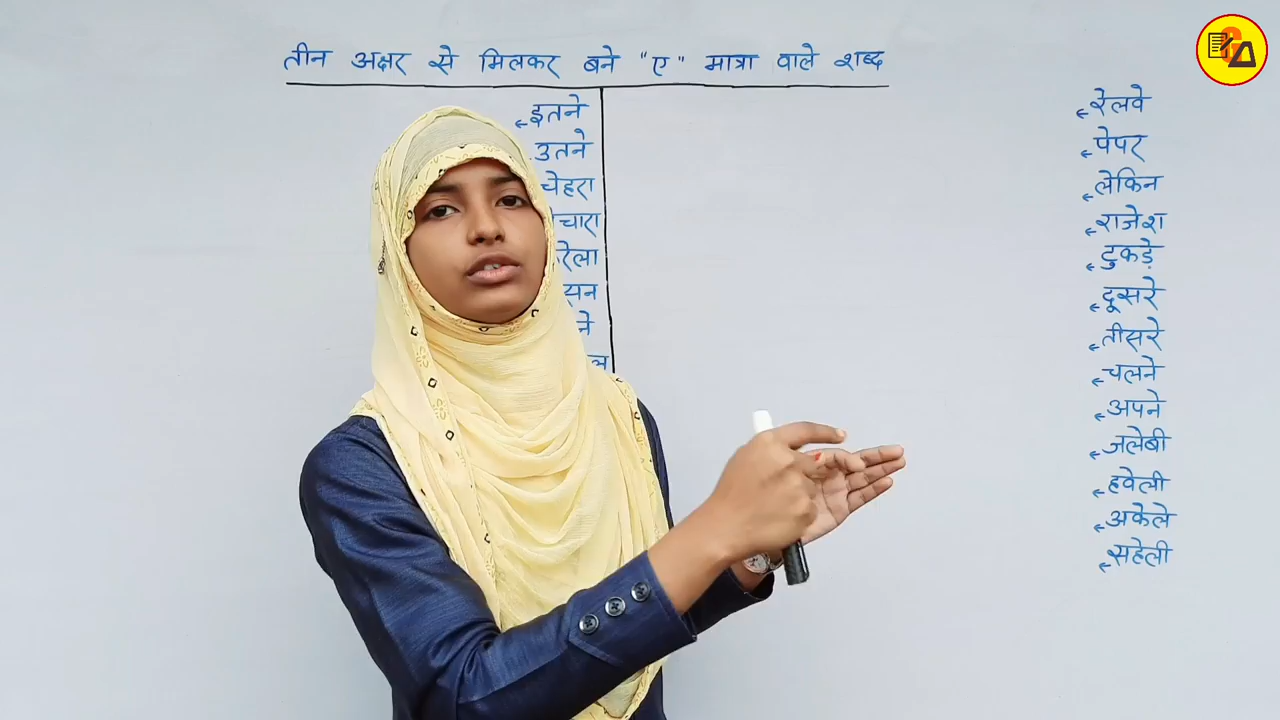 तीन अक्षर से मिलकर बने "ए" मात्रा वाले शब्द
इतने
उतने
चेहरा
रेलवे
पेपर
लेकिन
राजेश
टुकड़े
दूसरे
तीसरे
चलने
अपने
जलेबी
हवेली
अकेले
सहेली